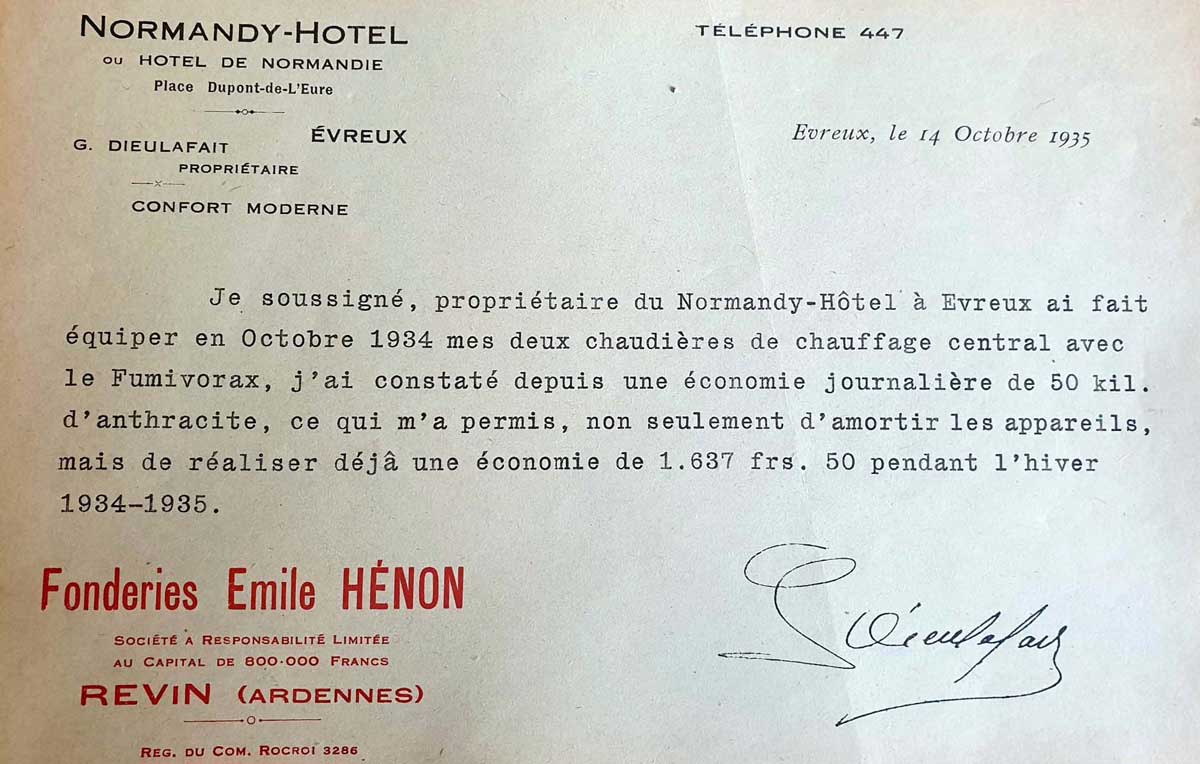 NORMANDY-HOTEL
OU HOTEL DE NORMANDIE
Place Dupont-de-L'Eure
ÉVREUX
G. DIEULAFAIT
PROPRIÉTAIRE
CONFORT MODERNE
TÉLÉPHONE 447
Evreux, le 14 Octobre 1935
Je soussigné, propriétaire du Normandy-Hôtel à Evreux ai fait
équiper en Octobre 1934 mes deux chaudières de chauffage central avec
le Fumivorax, j'ai constaté depuis une économie journalière de 50 kil.
d'anthracite, ce qui m'a permis, non seulement d'amortir les appareils,
mais de réaliser déjâ une économie de 1.637 frs. 50 pendant l'hiver
1934-1935.
Fonderies Emile HÉNON
SOCIÉTÉ A RESPONSABILITÉ LIMITÉE
AU CAPITAL DE 800.000 FRANCS
REVIN (ARDENNES)
REG. DU COM. ROCROI 3286
Dieulafait